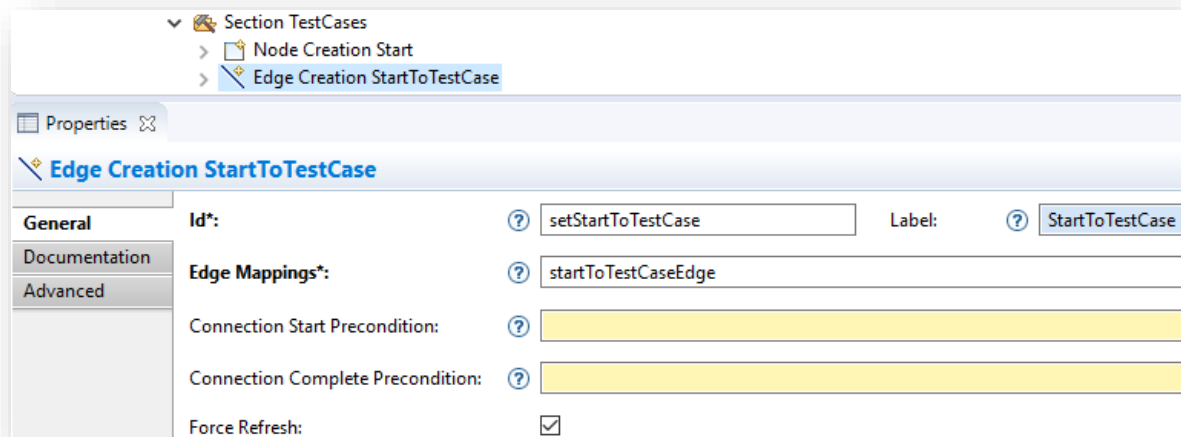 Section TestCases
Node Creation Start
Edge Creation StartToTestCase
Properties
Edge Creation StartToTestCase
General
Id*: setStartToTestCase Label: StartToTestCase
Documentation
Edge Mappings*: startToTestCaseEdge
Advanced
Connection Start Precondition:
Connection Complete Precondition:
Force Refresh: